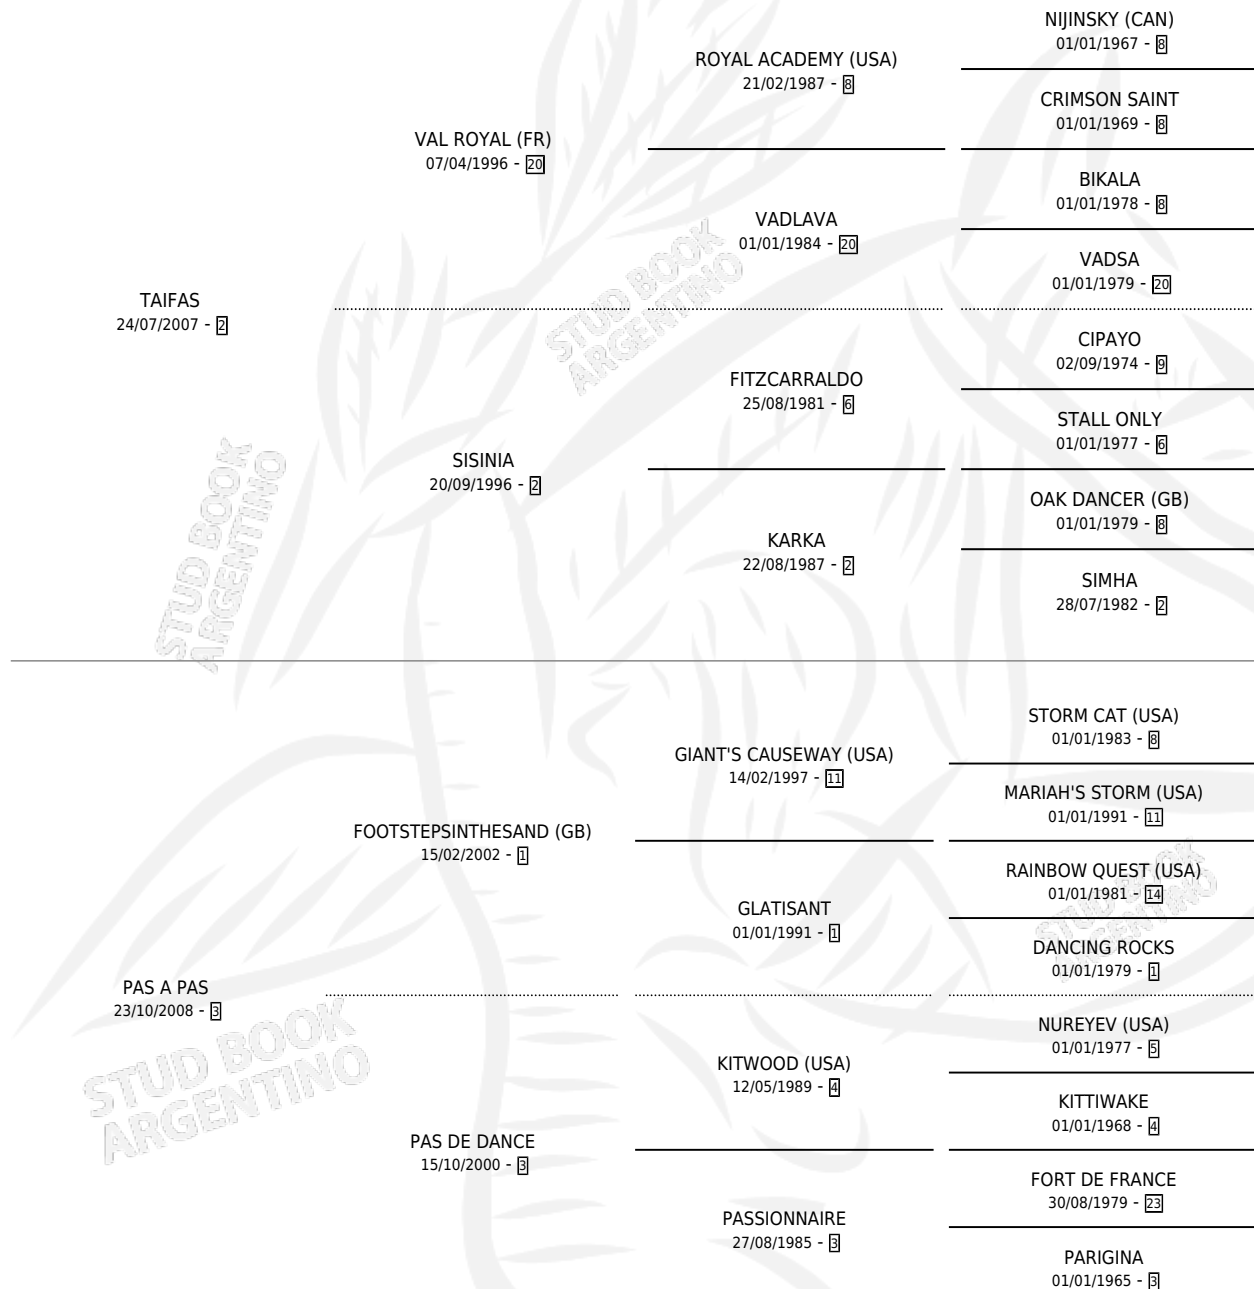 NIJINSKY (CAN)
01/01/1967 - 8
ROYAL ACADEMY (USA)
21/02/1987 - 8
CRIMSON SAINT
01/01/1969 - 8
VAL ROYAL (FR)
07/04/1996 - 20
BIKALA
01/01/1978 - 8
VADLAVA
01/01/1984 - 20
VADSA
01/01/1979 - 20
TAIFAS
24/07/2007 - 2
CIPAYO
02/09/1974 - 9
FITZCARRALDO
25/08/1981 - 6
STALL ONLY
01/01/1977 - 6
SISINIA
20/09/1996 - 2
OAK DANCER (GB)
01/01/1979 - 8
KARKA
22/08/1987 - 2
SIMHA
28/07/1982 - 2
STORM CAT (USA)
01/01/1983 - 8
GIANT'S CAUSEWAY (USA)
14/02/1997 - 11
MARIAH'S STORM (USA)
01/01/1991 - 11
FOOTSTEPSINTHESAND (GB)
15/02/2002 - 1
RAINBOW QUEST (USA)
01/01/1981 - 14
GLATISANT
01/01/1991 - 1
DANCING ROCKS
01/01/1979 - 1
PAS A PAS
23/10/2008 - 3
NUREYEV (USA)
01/01/1977 - 5
KITWOOD (USA)
12/05/1989 - 4
KITTIWAKE
01/01/1968 - 4
PAS DE DANCE
15/10/2000 - 3
FORT DE FRANCE
30/08/1979 - 23
PASSIONNAIRE
27/08/1985 - 3
PARIGINA
01/01/1965 - 3
STUD BOOK
ARGENTINO
STUD BOOK
ARGENTINO
STUD BOOK
ARGENTINO
STUD BOOK
ARGENTINO